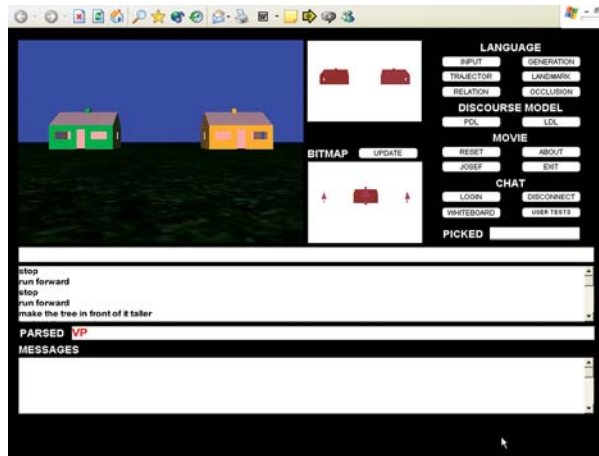 LANGUAGE
INPUT GENERATION
TRAJECTOR LANDMARK
RELATION OCCLUSION
DISCOURSE MODEL
PDL LDL
MOVIE
BITMAP UPDATE
RESET ABOUT
JOSEF EXIT
CHAT
LOGIN DISCONNECT
WHITEBOARD USER TESTS
PICKED
stop
run forward
stop
run forward
make the tree in front of it taller
PARSED VP
MESSAGES